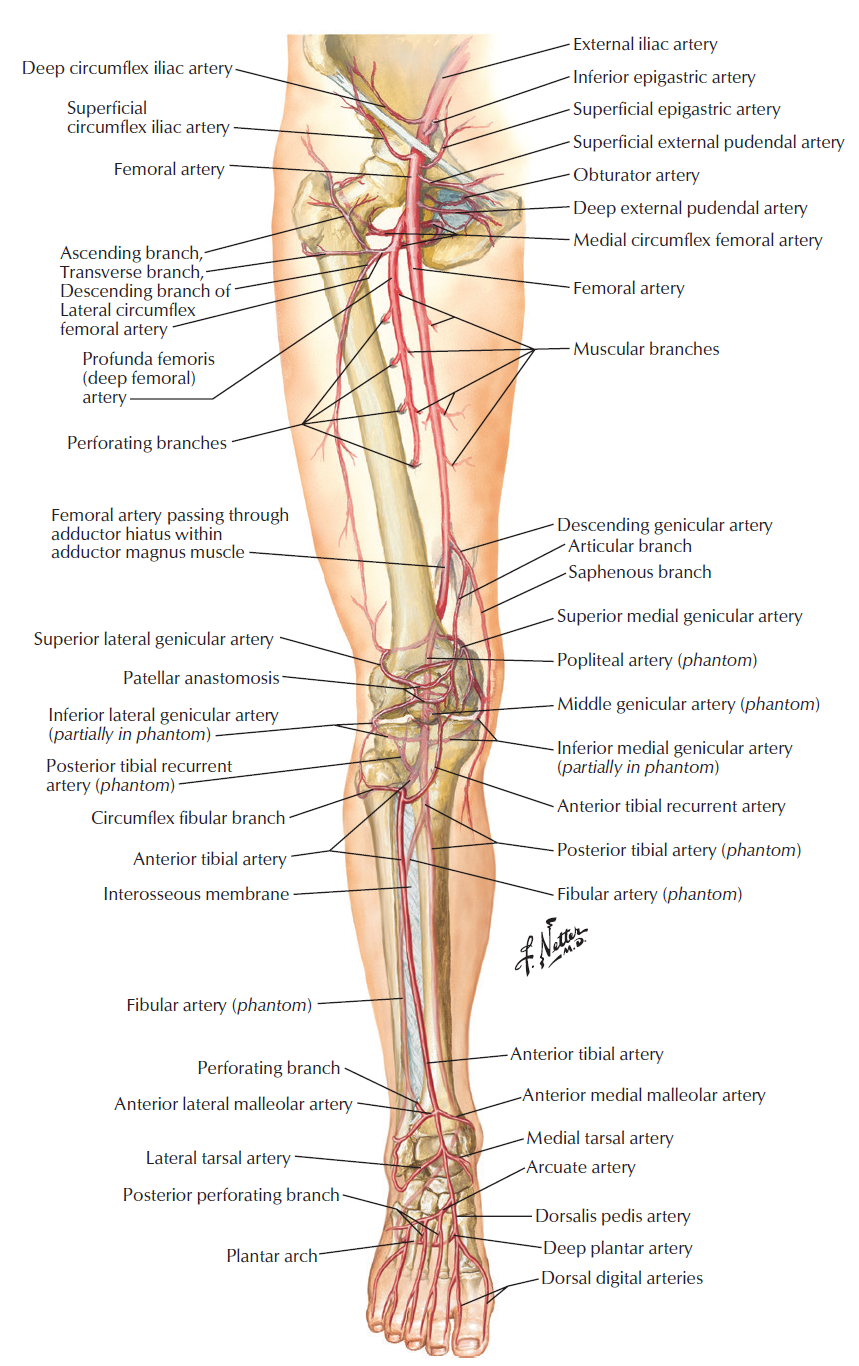 External iliac artery
Deep circumflex iliac artery
Inferior epigastric artery
Superficial
circumflex iliac artery
Superficial epigastric artery
Superficial external pudendal artery
Femoral artery
Obturator artery
Deep external pudendal artery
Medial circumflex femoral artery
Ascending branch,
Transverse branch,
Descending branch of
Lateral circumflex
femoral artery
Femoral artery
Muscular branches
Profunda femoris
(deep femoral)
artery
Perforating branches
Femoral artery passing through
adductor hiatus within
adductor magnus muscle
Descending genicular artery
Articular branch
Saphenous branch
Superior medial genicular artery
Superior lateral genicular artery
Popliteal artery (phantom)
Patellar anastomosis
Middle genicular artery (phantom)
Inferior lateral genicular artery
(partially in phantom)
Inferior medial genicular artery
(partially in phantom)
Posterior tibial recurrent
artery (phantom)
Anterior tibial recurrent artery
Circumflex fibular branch
Posterior tibial artery (phantom)
Anterior tibial artery
Interosseous membrane
Fibular artery (phantom)
F. Netter
M.D.
Fibular artery (phantom)
Anterior tibial artery
Perforating branch
Anterior medial malleolar artery
Anterior lateral malleolar artery
Medial tarsal artery
Lateral tarsal artery
Arcuate artery
Posterior perforating branch
Dorsalis pedis artery
Plantar arch
Deep plantar artery
Dorsal digital arteries